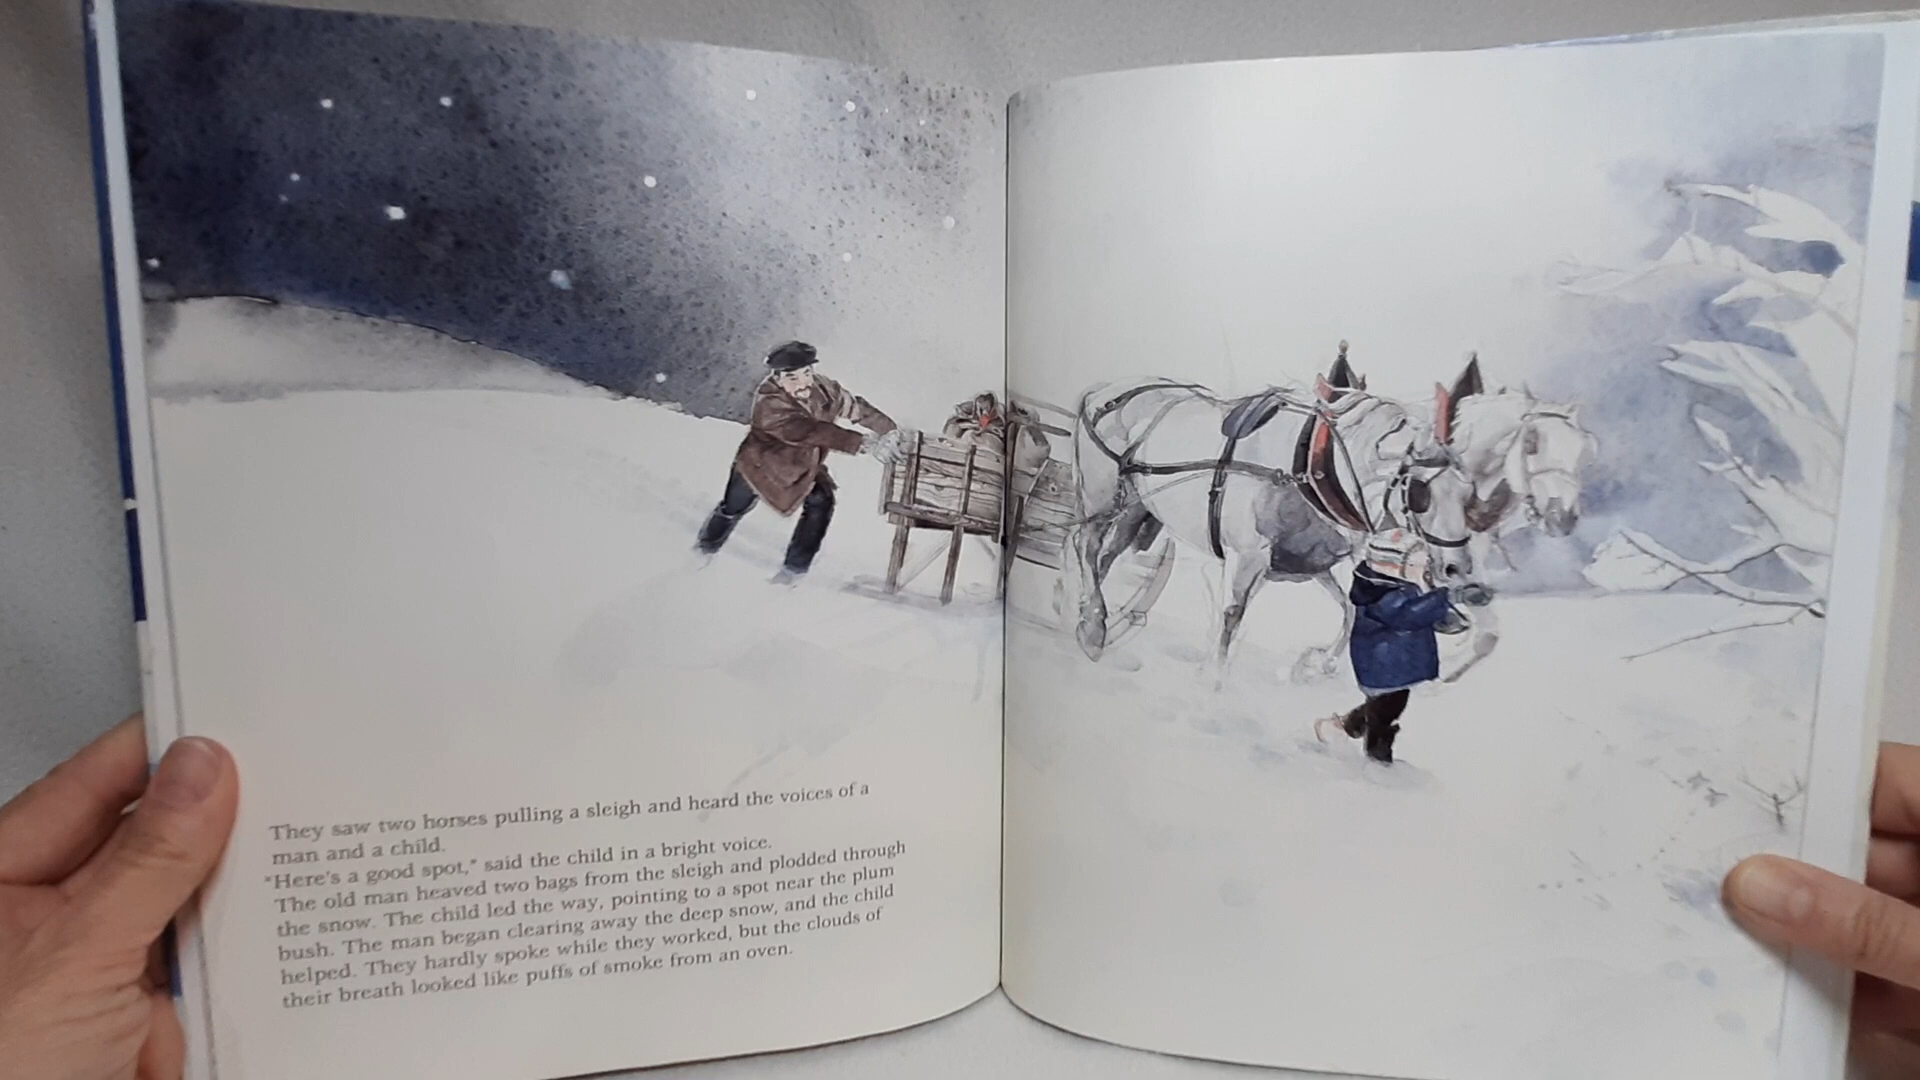 They saw two horses pulling a sleigh and heard the voices of a
man and a child.
"Here's a good spot," said the child in a bright voice.
The old man heaved two bags from the sleigh and plodded through
the snow. The child led the way, pointing to a spot near the plum
bush. The man began clearing away the deep snow, and the child
helped. They hardly spoke while they worked, but the clouds of
their breath looked like puffs of smoke from an oven.